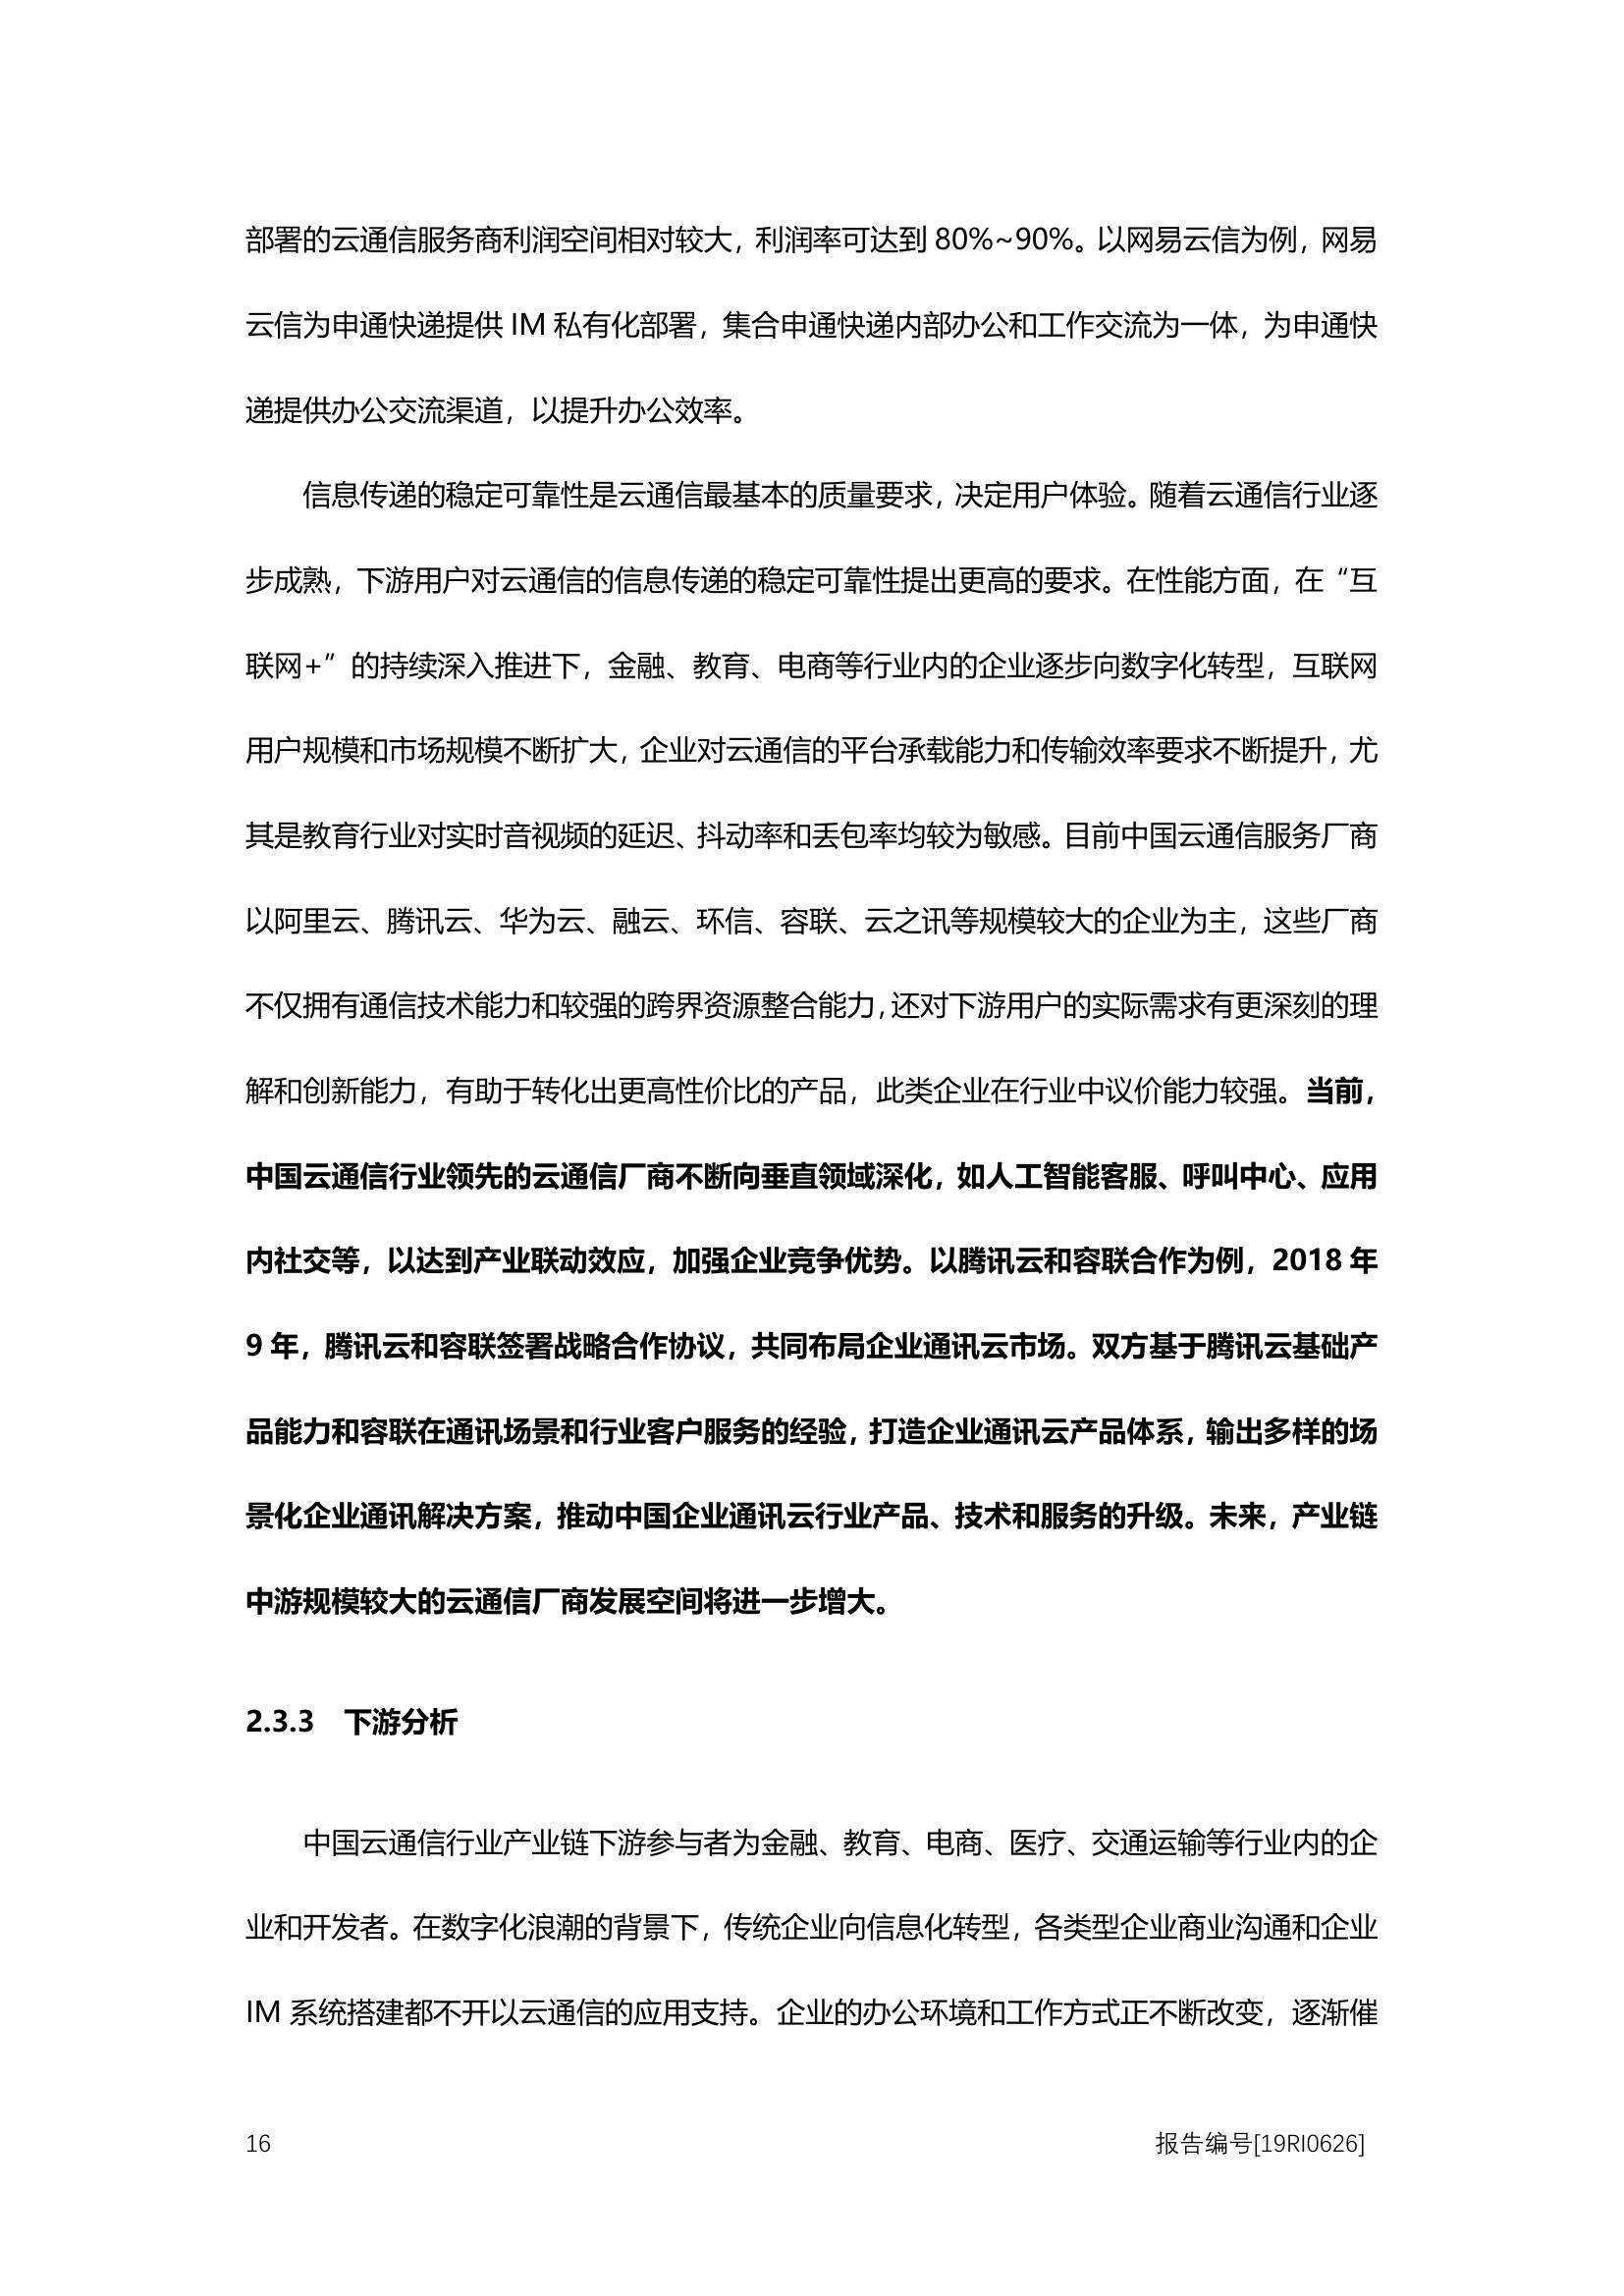 部署的云通信服务商利润空间相对较大，利润率可达到 80%~90%。以网易云信为例，网易
云信为申通快递提供 IM 私有化部署，集合申通快递内部办公和工作交流为一体，为申通快
递提供办公交流渠道，以提升办公效率。
信息传递的稳定可靠性是云通信最基本的质量要求，决定用户体验。随着云通信行业逐
步成熟，下游用户对云通信的信息传递的稳定可靠性提出更高的要求。在性能方面，在“互
联网+”的持续深入推进下，金融、教育、电商等行业内的企业逐步向数字化转型，互联网
用户规模和市场规模不断扩大，企业对云通信的平台承载能力和传输效率要求不断提升，尤
其是教育行业对实时音视频的延迟、抖动率和丢包率均较为敏感。目前中国云通信服务厂商
以阿里云、腾讯云、华为云、融云、环信、容联、云之讯等规模较大的企业为主，这些厂商
不仅拥有通信技术能力和较强的跨界资源整合能力，还对下游用户的实际需求有更深刻的理
解和创新能力，有助于转化出更高性价比的产品，此类企业在行业中议价能力较强。当前，
中国云通信行业领先的云通信厂商不断向垂直领域深化，如人工智能客服、呼叫中心、应用
内社交等，以达到产业联动效应，加强企业竞争优势。以腾讯云和容联合作为例，2018 年
9 年，腾讯云和容联签署战略合作协议，共同布局企业通讯云市场。双方基于腾讯云基础产
品能力和容联在通讯场景和行业客户服务的经验，打造企业通讯云产品体系，输出多样的场
景化企业通讯解决方案，推动中国企业通讯云行业产品、技术和服务的升级。未来，产业链
中游规模较大的云通信厂商发展空间将进一步增大。
2.3.3 下游分析
中国云通信行业产业链下游参与者为金融、教育、电商、医疗、交通运输等行业内的企
业和开发者。在数字化浪潮的背景下，传统企业向信息化转型，各类型企业商业沟通和企业
IM 系统搭建都不开以云通信的应用支持。企业的办公环境和工作方式正不断改变，逐渐催
16 报告编号[19RI0626]